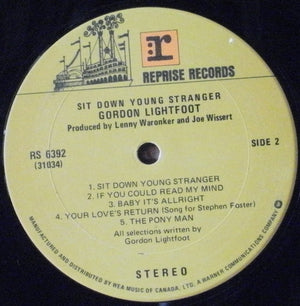 r:
REPRISE RECORDS
SIT DOWN YOUNG STRANGER
GORDON LIGHTFOOT
Produced by Lenny Waronker and Joe Wissert
RS 6392
(31034)
SIDE 2
1. SIT DOWN YOUNG STRANGER
2. IF YOU COULD READ MY MIND
3. BABY IT'S ALLRIGHT
4. YOUR LOVE'S RETURN (Song for Stephen Foster)
5. THE PONY MAN
All selections written by
Gordon Lightfoot
STEREO
MANUFACTURED AND DISTRIBUTED BY WEA MUSIC OF CANADA, LTD. A WARNER COMMUNICATIONS COMPANY